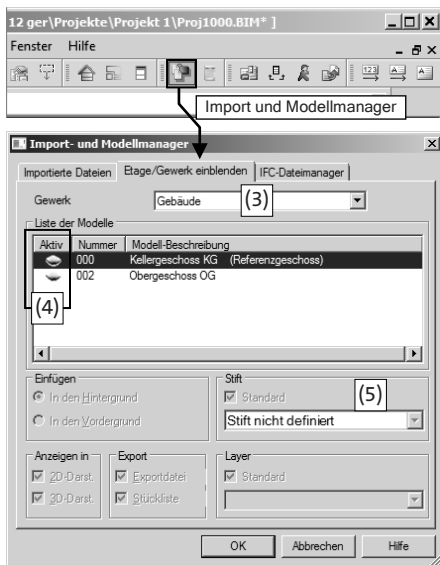 12 ger\Projekte\Projekt 1\Proj1000.BIM* ]
Fenster Hilfe
123
Import und Modellmanager
Import- und Modellmanager
Importierte Dateien Etage/Gewerk einblenden IFC-Dateimanager
Gewerk Gebäude (3)
Liste der Modelle
Aktiv Nummer Modell-Beschreibung
000 Kellergeschoss KG (Referenzgeschoss)
002 Obergeschoss OG
(4)
Einfügen Stift
In den Hintergrund Standard (5)
In den Vordergrund Stift nicht definiert
Anzeigen in Export Layer
2D-Darst. Exportdatei Standard
3D-Darst. Stückliste
OK Abbrechen Hilfe